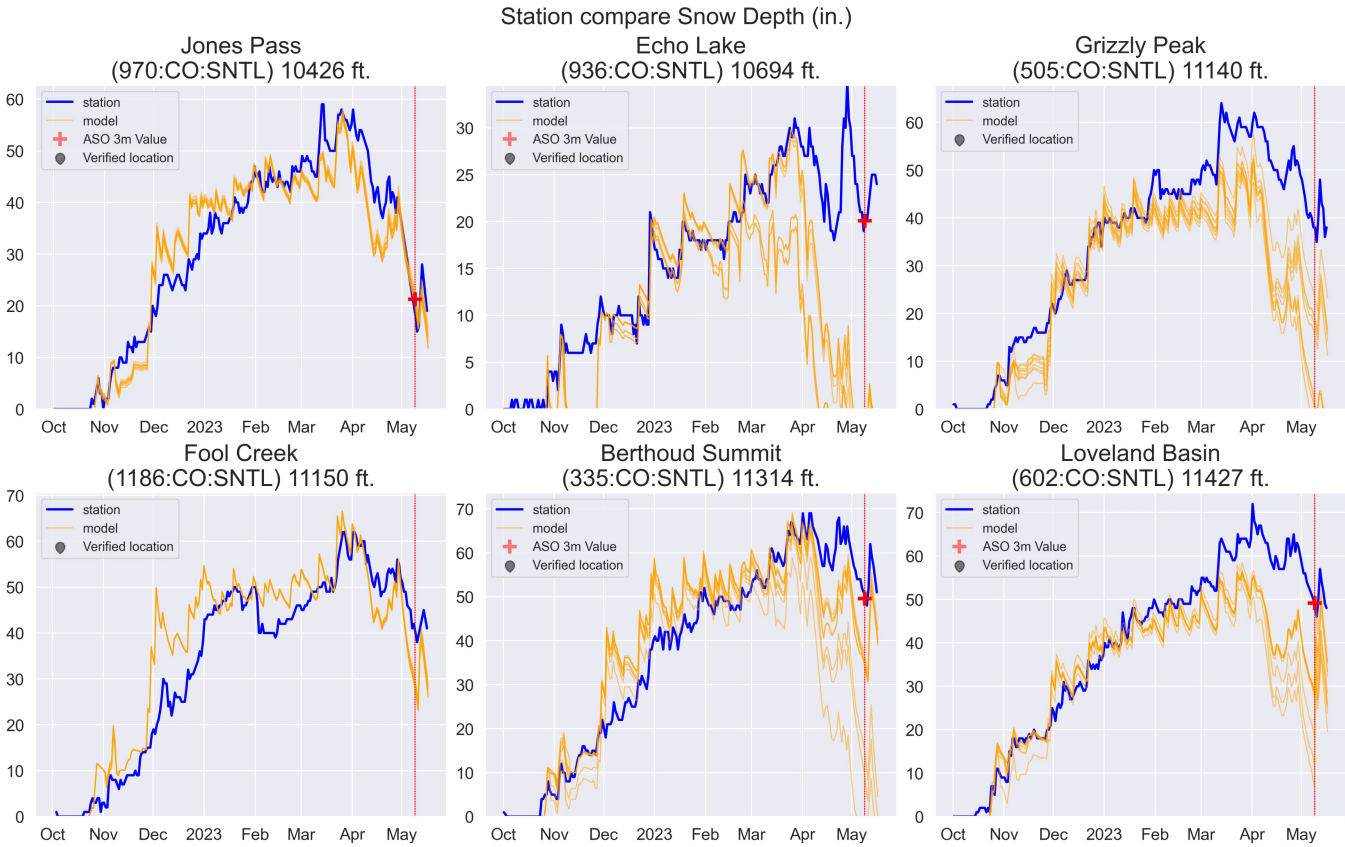 Station compare Snow Depth (in.)
Jones Pass
(970:CO:SNTL) 10426 ft.
60
50
40
30
20
10
0
station
model
ASO 3m Value
Verified location
Oct Nov Dec 2023 Feb Mar Apr May
Echo Lake
(936:CO:SNTL) 10694 ft.
30
25
20
15
10
5
0
station
model
ASO 3m Value
Verified location
Oct Nov Dec 2023 Feb Mar Apr May
Grizzly Peak
(505:CO:SNTL) 11140 ft.
60
50
40
30
20
10
0
station
model
Verified location
Oct Nov Dec 2023 Feb Mar Apr May
Fool Creek
(1186:CO:SNTL) 11150 ft.
70
60
50
40
30
20
10
0
station
model
Verified location
Oct Nov Dec 2023 Feb Mar Apr May
Berthoud Summit
(335:CO:SNTL) 11314 ft.
70
60
50
40
30
20
10
0
station
model
ASO 3m Value
Verified location
Oct Nov Dec 2023 Feb Mar Apr May
Loveland Basin
(602:CO:SNTL) 11427 ft.
70
60
50
40
30
20
10
0
station
model
ASO 3m Value
Verified location
Oct Nov Dec 2023 Feb Mar Apr May